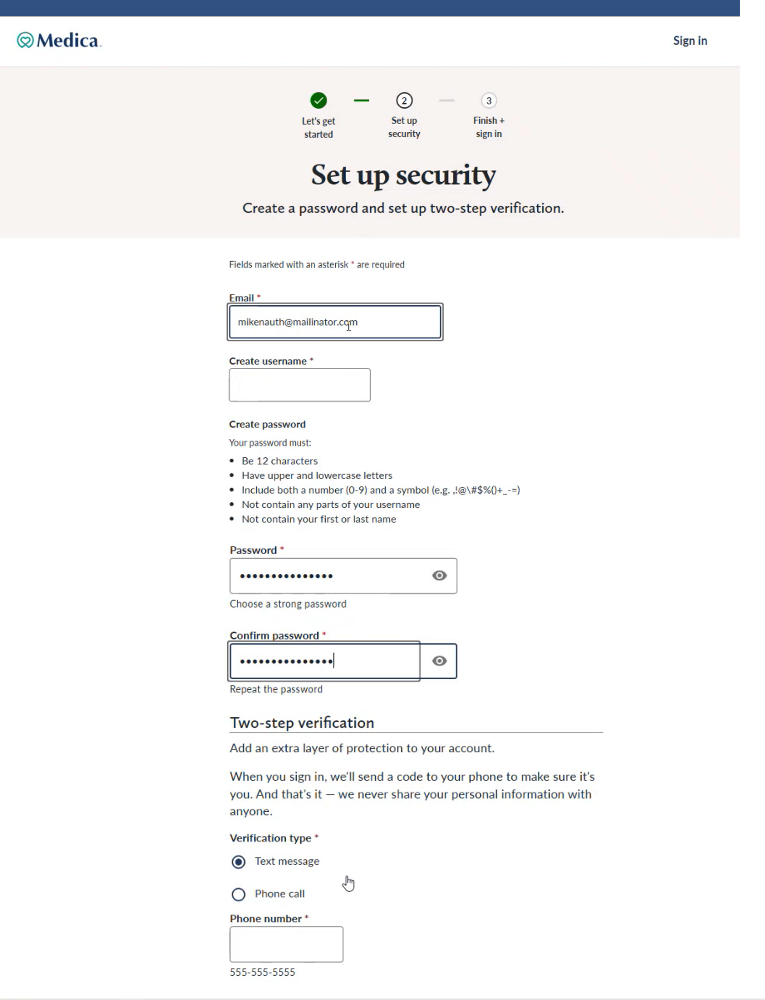 Medica.
Sign in
2
3
Let's get
started
Set up
security
Finish +
sign in
Set up security
Create a password and set up two-step verification.
Fields marked with an asterisk * are required
Email *
mikenauth@mailinator.com
Create username *
Create password
Your password must:
• Be 12 characters
• Have upper and lowercase letters
• Include both a number (0-9) and a symbol (e.g. ,!@\#$%()+_-=)
• Not contain any parts of your username
• Not contain your first or last name
Password *
•••••••••••••••
Choose a strong password
Confirm password *
•••••••••••••••
Repeat the password
Two-step verification
Add an extra layer of protection to your account.
When you sign in, we'll send a code to your phone to make sure it's
you. And that's it — we never share your personal information with
anyone.
Verification type *
Text message
Phone call
Phone number *
555-555-5555